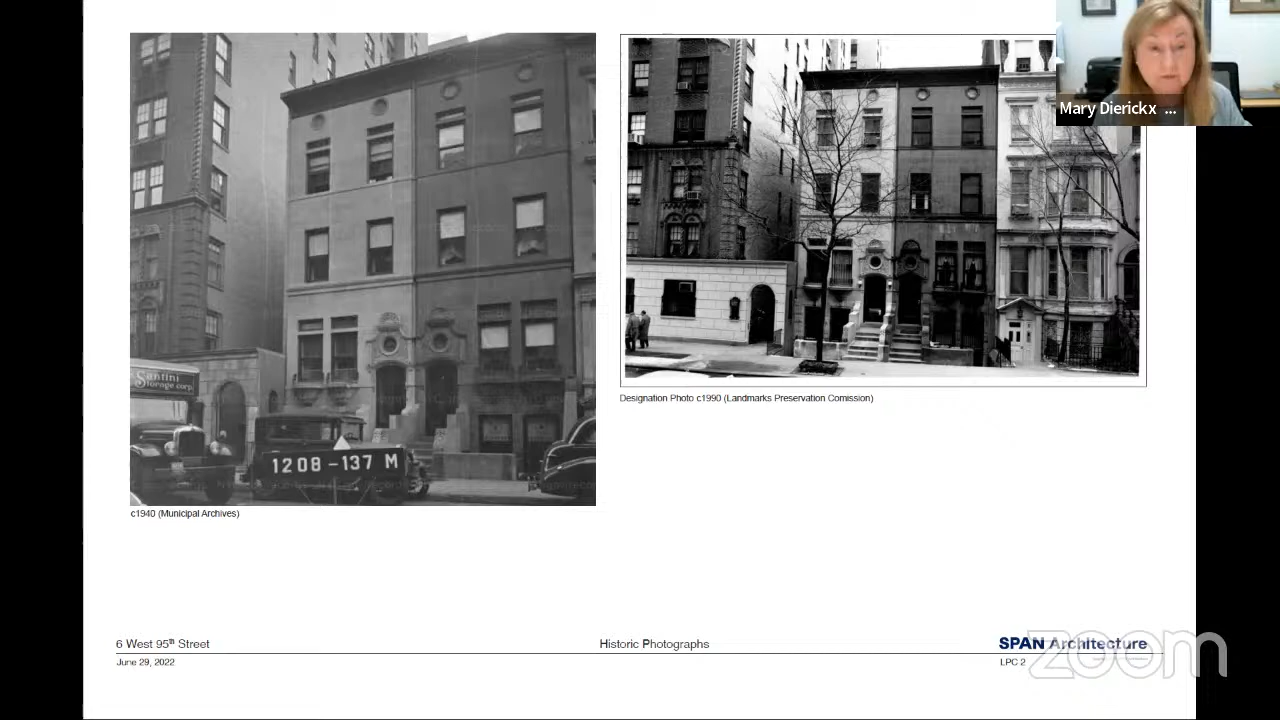 Mary Dierickx ...
Santini
Storage corp.
1208-137 M
c1940 (Municipal Archives)
Designation Photo c1990 (Landmarks Preservation Comission)
6 West 95th Street
Historic Photographs
SPAN Architecture
June 29, 2022
LPC 2
zoom